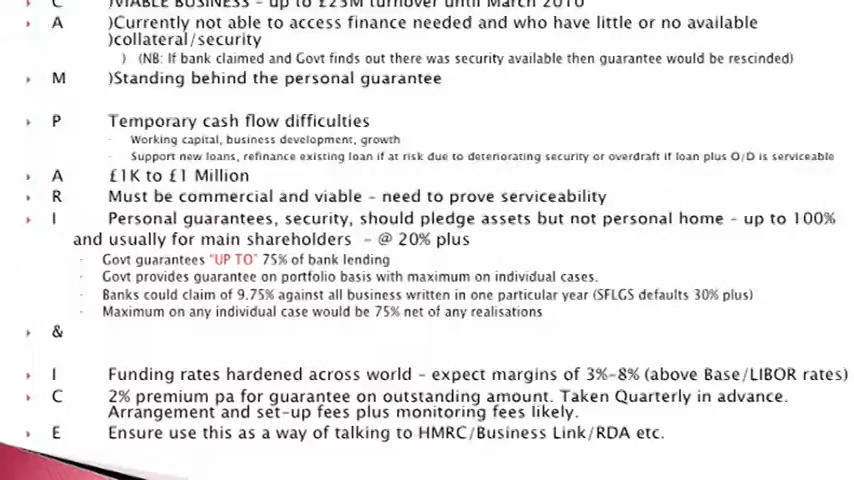 C )VIABLE BUSINESS - up to £25M turnover until March 2010
A )Currently not able to access finance needed and who have little or no available
)collateral/security
) (NB: If bank claimed and Govt finds out there was security available then guarantee would be rescinded)
M )Standing behind the personal guarantee
P Temporary cash flow difficulties
Working capital, business development, growth
Support new loans, refinance existing loan if at risk due to deteriorating security or overdraft if loan plus O/D is serviceable
A £1K to £1 Million
R Must be commercial and viable – need to prove serviceability
I Personal guarantees, security, should pledge assets but not personal home – up to 100%
and usually for main shareholders – @ 20% plus
Govt guarantees "UP TO" 75% of bank lending
Govt provides guarantee on portfolio basis with maximum on individual cases.
Banks could claim of 9.75% against all business written in one particular year (SFLGS defaults 30% plus)
Maximum on any individual case would be 75% net of any realisations
&
I Funding rates hardened across world – expect margins of 3%-8% (above Base/LIBOR rates)
C 2% premium pa for guarantee on outstanding amount. Taken Quarterly in advance.
Arrangement and set-up fees plus monitoring fees likely.
E Ensure use this as a way of talking to HMRC/Business Link/RDA etc.